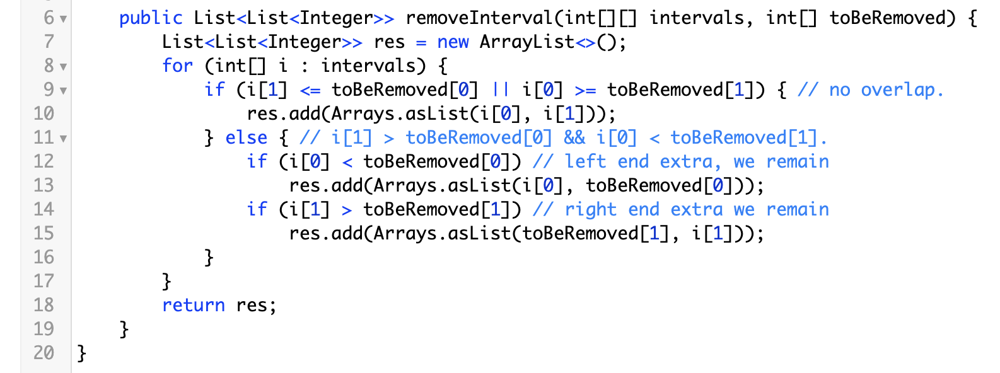 6 public List<List<Integer>> removeInterval(int[][] intervals, int[] toBeRemoved) {
7 List<List<Integer>> res = new ArrayList<>();
8 for (int[] i : intervals) {
9 if (i[1] <= toBeRemoved[0] || i[0] >= toBeRemoved[1]) { // no overlap.
10 res.add(Arrays.asList(i[0], i[1]));
11 } else { // i[1] > toBeRemoved[0] && i[0] < toBeRemoved[1].
12 if (i[0] < toBeRemoved[0]) // left end extra, we remain
13 res.add(Arrays.asList(i[0], toBeRemoved[0]));
14 if (i[1] > toBeRemoved[1]) // right end extra we remain
15 res.add(Arrays.asList(toBeRemoved[1], i[1]));
16 }
17 }
18 return res;
19 }
20 }